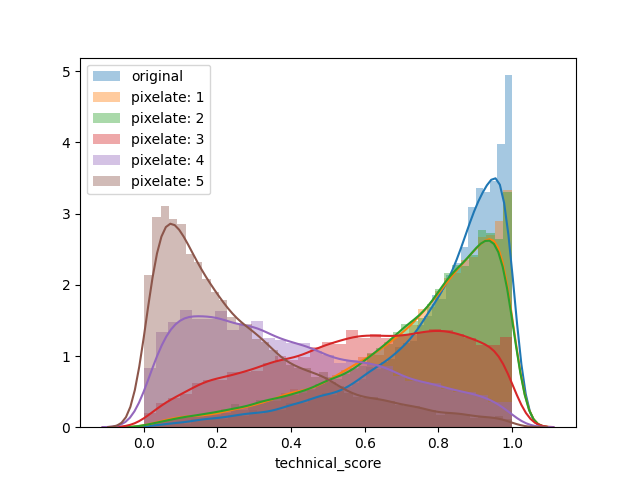 5
4
3
2
1
0
original
pixelate: 1
pixelate: 2
pixelate: 3
pixelate: 4
pixelate: 5
0.0 0.2 0.4 0.6 0.8 1.0
technical_score